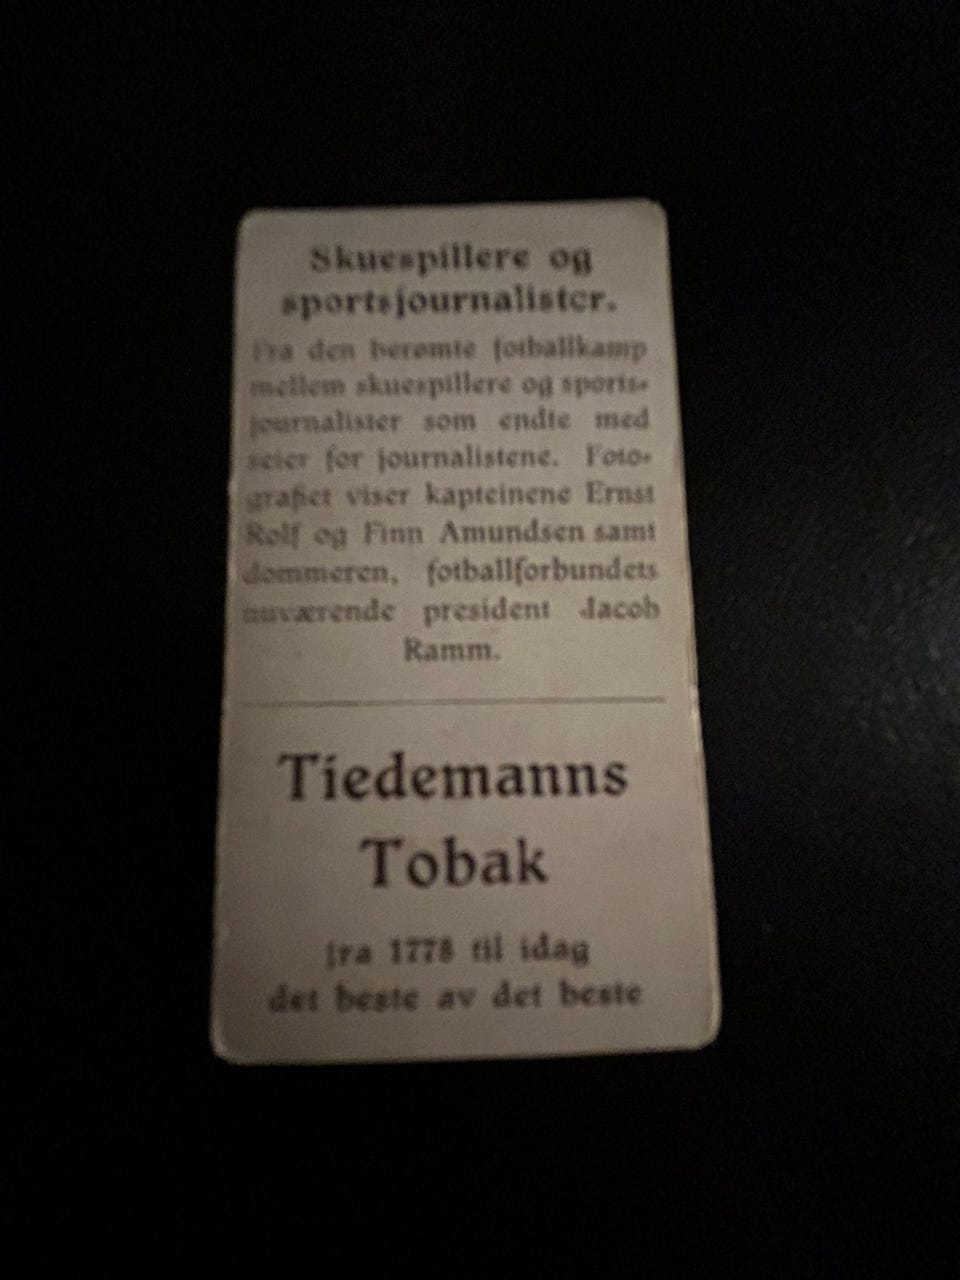 Skuespillere og
sportsjournalister.
Fra den berømte fotballkamp
mellem skuespillere og sports-
journalister som endte med
seier for journalistene. Foto-
grafiet viser kapteinene Ernst
Rolf og Finn Amundsen samt
dommeren, fotballforbundets
nuværende president Jacob
Ramm.
Tiedemanns
Tobak
fra 1778 til idag
det beste av det beste